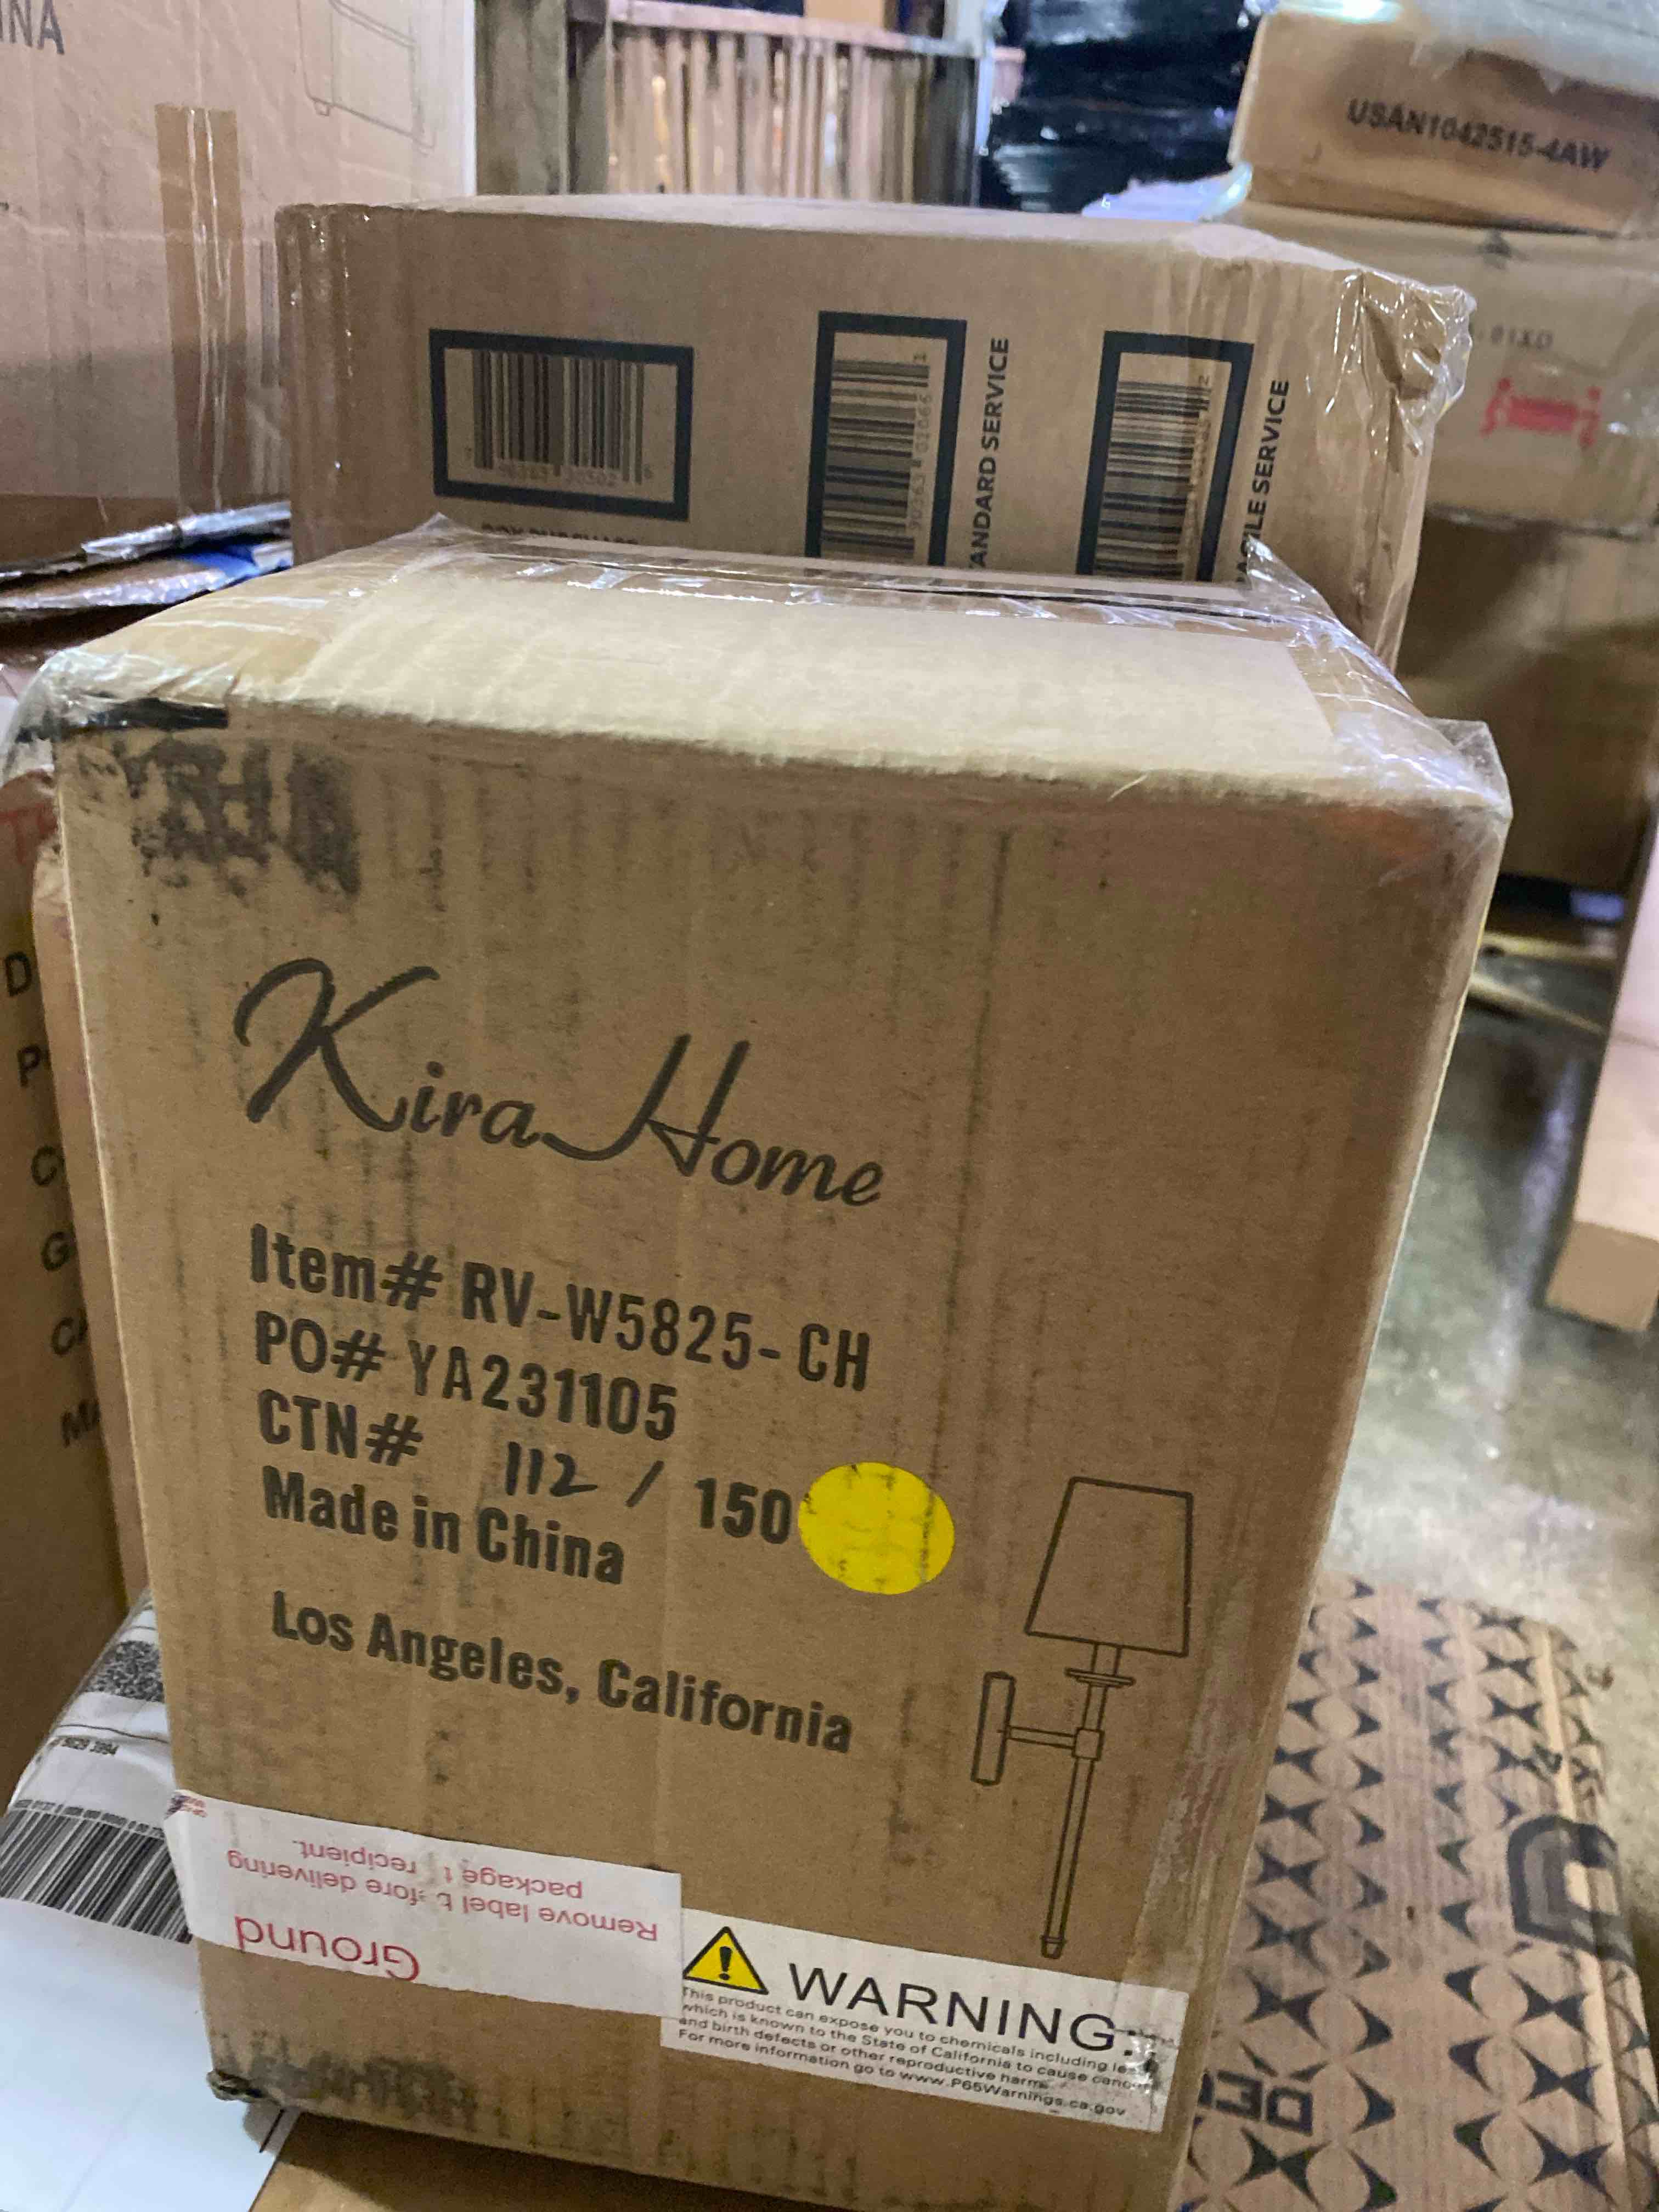 USAN1042515-4AW
STANDARD SERVICE
FRAGILE SERVICE
Kira Home
Item# RV-W5825-CH
PO# YA231105
CTN# 112 / 150
Made in China
Los Angeles, California
Ground
Remove label before delivering
package t recipient.
WARNING:
This product can expose you to chemicals including le
which is known to the State of California to cause cance
and birth defects or other reproductive harm
For more information go to www.P65Warnings.ca.gov